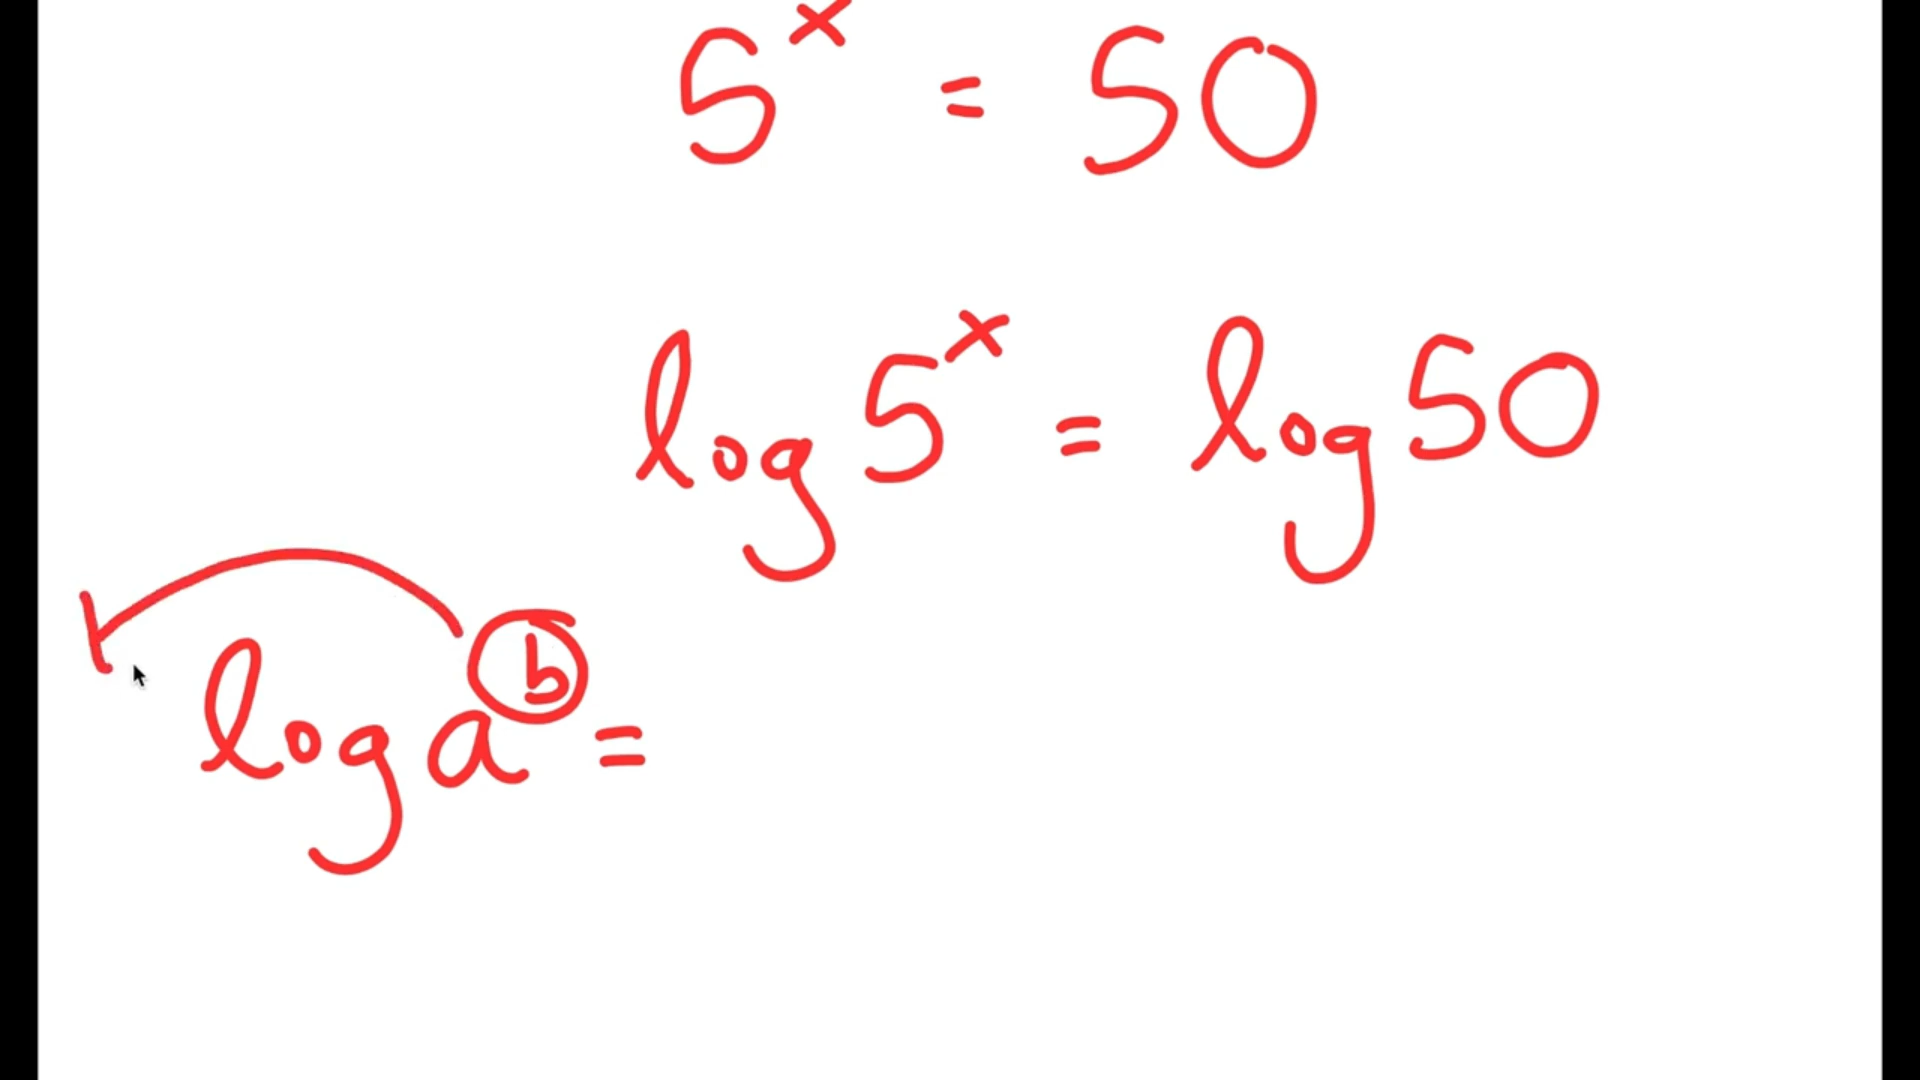 5^x = 50
log 5^x = log 50
log a^b =